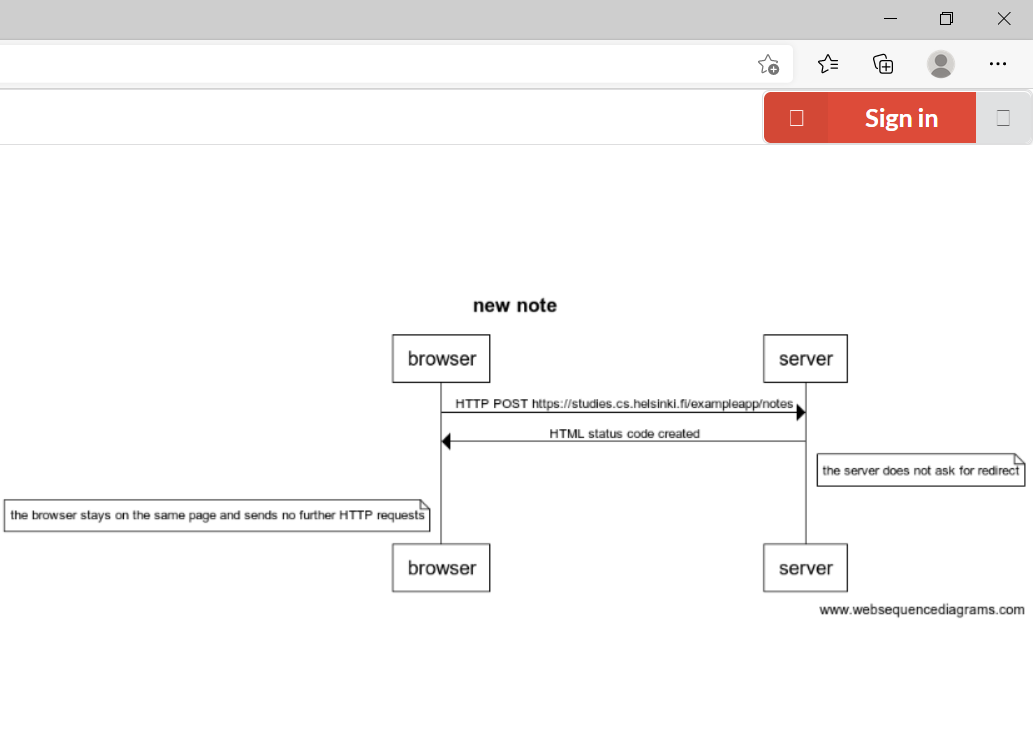 Sign in
new note
browser
server
HTTP POST https://studies.cs.helsinki.fi/exampleapp/notes
HTML status code created
the server does not ask for redirect
the browser stays on the same page and sends no further HTTP requests
browser
server
www.websequencediagrams.com